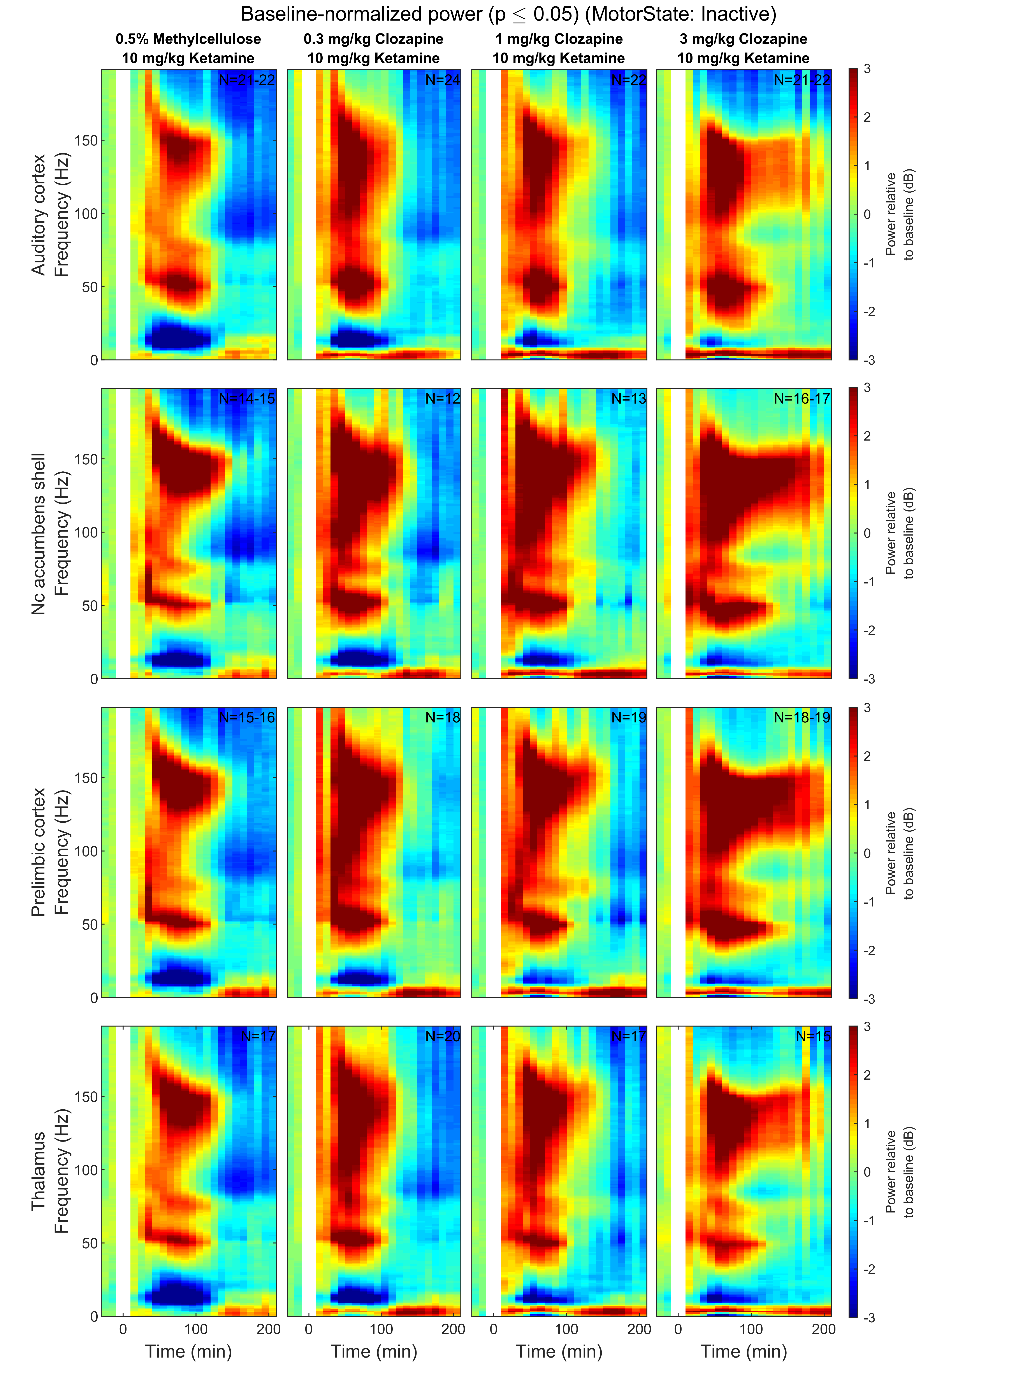 Baseline-normalized power (p ≤ 0.05) (MotorState: Inactive)
0.5% Methylcellulose
10 mg/kg Ketamine
0.3 mg/kg Clozapine
10 mg/kg Ketamine
1 mg/kg Clozapine
10 mg/kg Ketamine
3 mg/kg Clozapine
10 mg/kg Ketamine
Auditory cortex
Frequency (Hz)
150
100
50
0
N=21-22
N=24
N=22
N=21-22
3
2
1
0
-1
-2
-3
Power relative
to baseline (dB)
Nc accumbens shell
Frequency (Hz)
150
100
50
0
N=14-15
N=12
N=13
N=16-17
3
2
1
0
-1
-2
-3
Power relative
to baseline (dB)
Prelimbic cortex
Frequency (Hz)
150
100
50
0
N=15-16
N=18
N=19
N=18-19
3
2
1
0
-1
-2
-3
Power relative
to baseline (dB)
Thalamus
Frequency (Hz)
150
100
50
0
N=17
N=20
N=17
N=15
3
2
1
0
-1
-2
-3
Power relative
to baseline (dB)
0 100 200
0 100 200
0 100 200
0 100 200
Time (min)
Time (min)
Time (min)
Time (min)